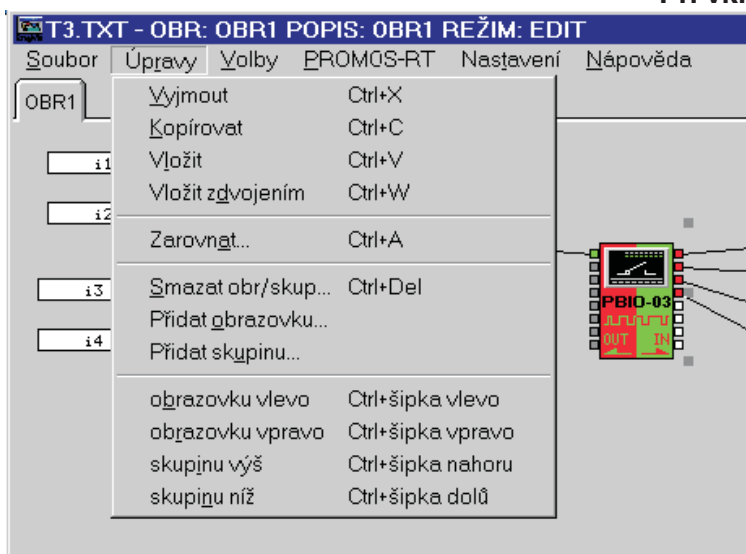 T3.TXT - OBR: OBR1 POPIS: OBR1 REŽIM: EDIT
Soubor Úpravy Volby PROMOS-RT Nastavení Nápověda
OBR1
Vyjmout Ctrl+X
Kopírovat Ctrl+C
Vložit Ctrl+V
Vložit zdvojením Ctrl+W
Zarovnat... Ctrl+A
Smazat obr/skup... Ctrl+Del
Přidat obrazovku...
Přidat skupinu...
obrazovku vlevo Ctrl+šipka vlevo
obrazovku vpravo Ctrl+šipka vpravo
skupinu výš Ctrl+šipka nahoru
skupinu níž Ctrl+šipka dolů
i1
i2
i3
i4
PBIO-03
OUT IN